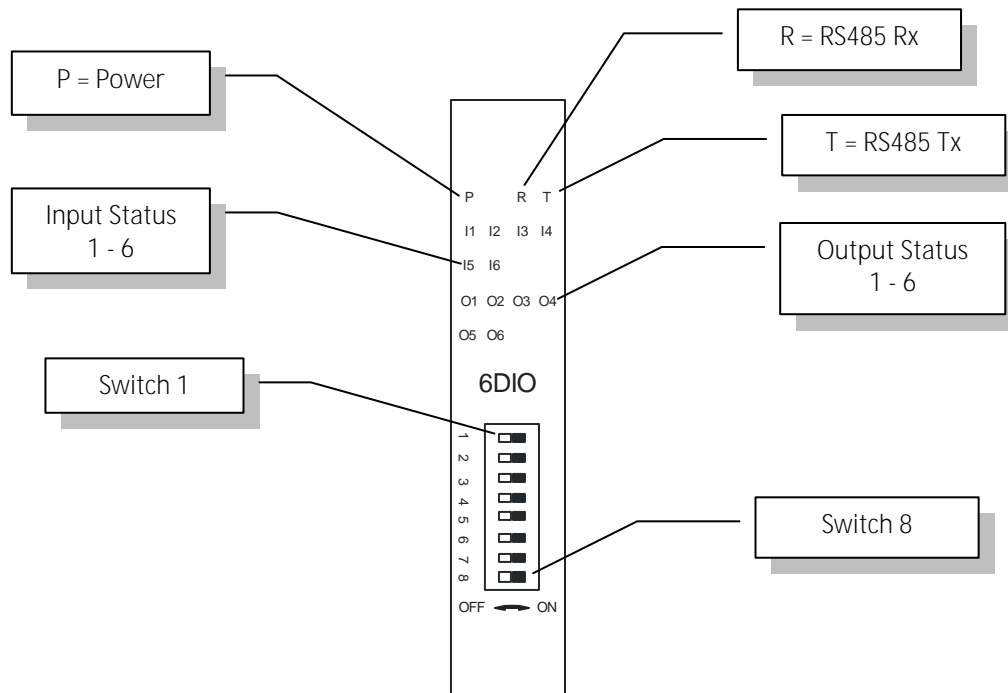 R = RS485 Rx
P = Power
T = RS485 Tx
P R T
Input Status
1 - 6
I1 I2 I3 I4
Output Status
1 - 6
I5 I6
O1 O2 O3 O4
O5 O6
Switch 1
6DIO
1
2
3
4
5
6
7
8
Switch 8
OFF ON